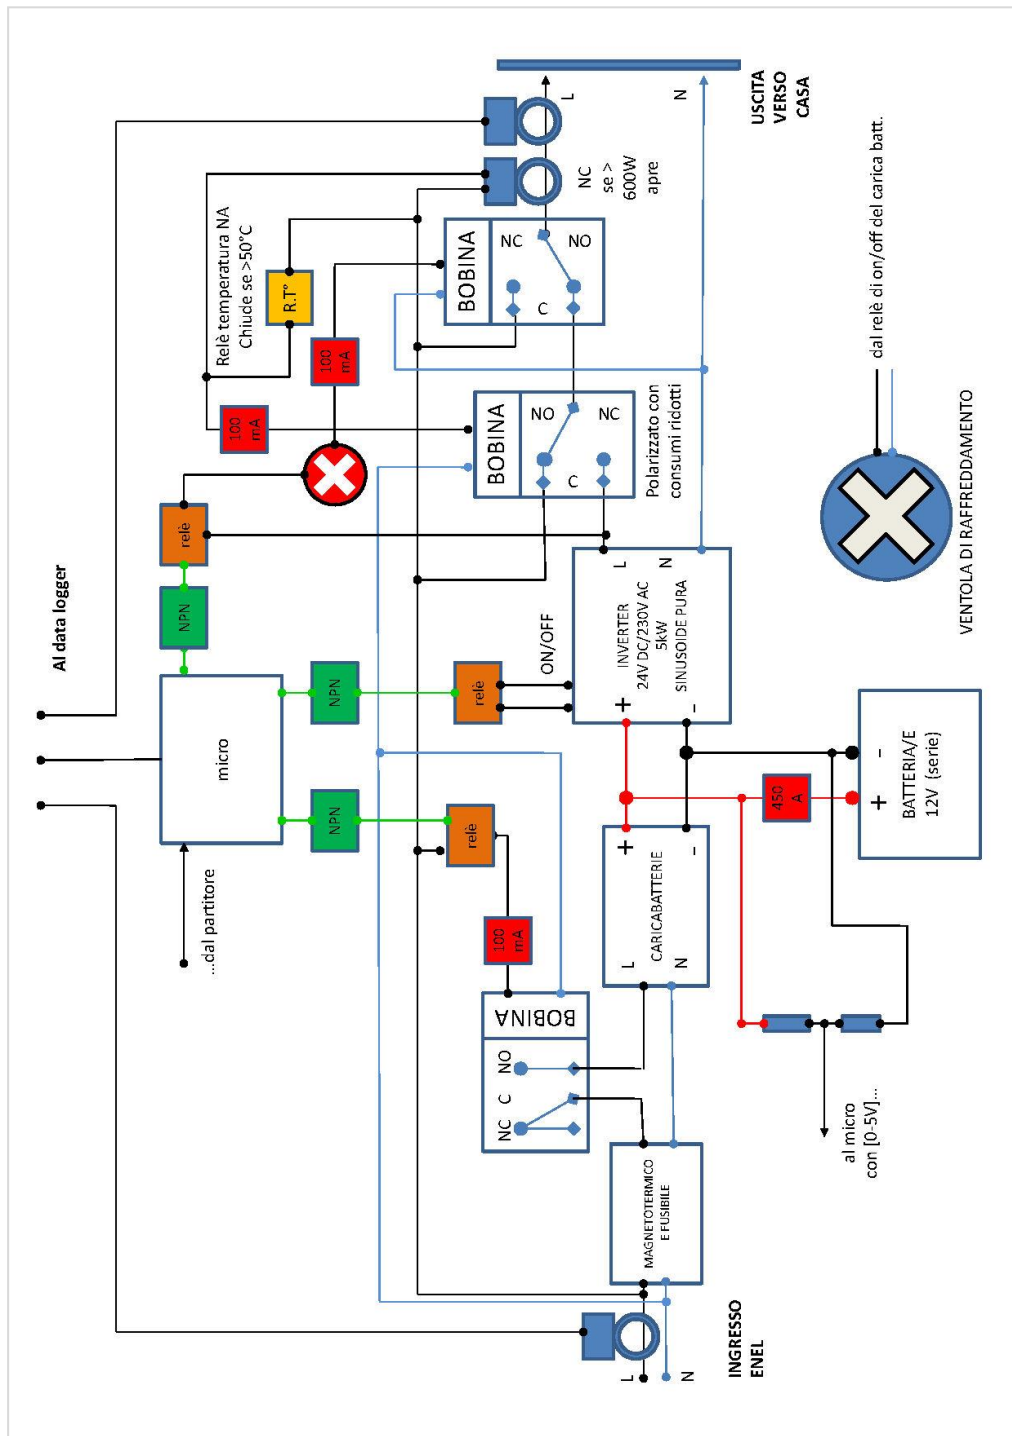 Al data logger
...dal partitore
micro
NPN
relè
NPN
relè
NPN
relè
100
mA
100
mA
100
mA
Relè temperatura NA
Chiude se >50°C
R.T°
BOBINA
NC
NO
C
BOBINA
NO
NC
C
Polarizzato con
consumi ridotti
NC
se >
600W
apre
L
N
USCITA
VERSO
CASA
ON/OFF
L
N
INVERTER
24V DC/230V AC
5kW
SINUSOIDE PURA
+
-
BOBINA
NO
C
NC
L
N
CARICABATTERIE
+
-
MAGNETOTERMICO
E FUSIBILE
L
N
INGRESSO
ENEL
450
A
-
+
BATTERIA/E
12V (serie)
al micro
con [0-5V]...
dal relè di on/off del carica batt.
VENTOLA DI RAFFREDDAMENTO